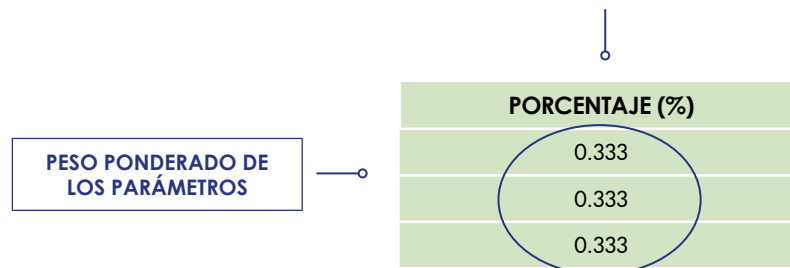 PORCENTAJE (%)
PESO PONDERADO DE
LOS PARÁMETROS
0.333
0.333
0.333